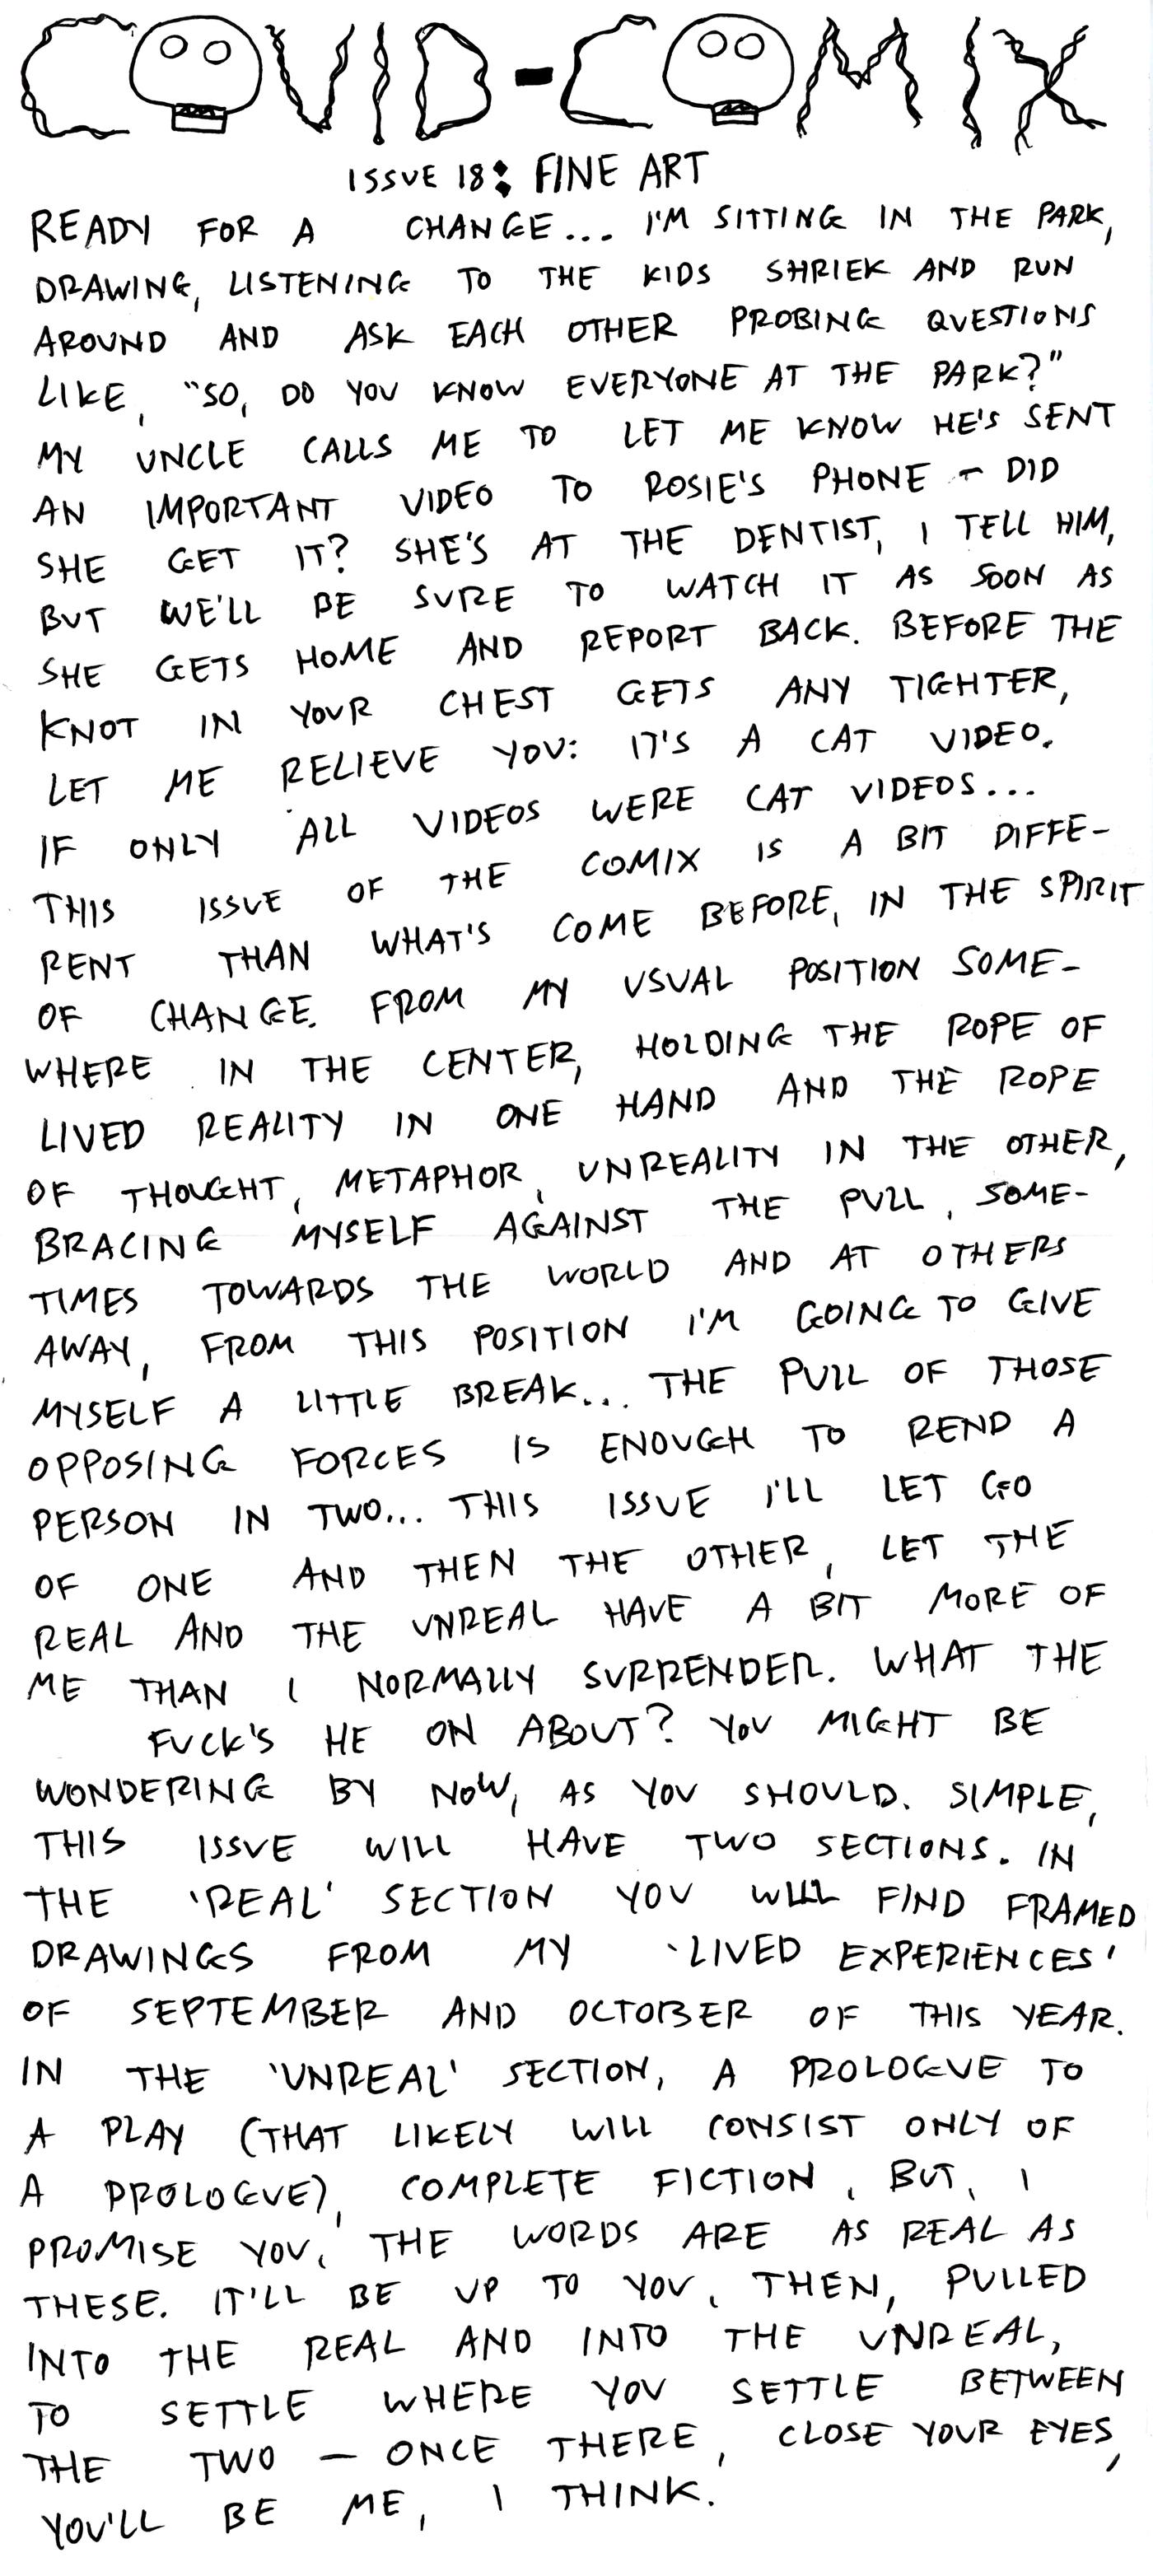 COVID-COMIX
ISSUE 18: FINE ART
READY FOR A CHANGE... I'M SITTING IN THE PARK,
DRAWING, LISTENING TO THE KIDS SHRIEK AND RUN
AROUND AND ASK EACH OTHER PROBING QUESTIONS
LIKE, "SO, DO YOU KNOW EVERYONE AT THE PARK?"
MY UNCLE CALLS ME TO LET ME KNOW HE'S SENT
AN IMPORTANT VIDEO TO ROSIE'S PHONE - DID
SHE GET IT? SHE'S AT THE DENTIST, I TELL HIM,
BUT WE'LL BE SURE TO WATCH IT AS SOON AS
SHE GETS HOME AND REPORT BACK. BEFORE THE
KNOT IN YOUR CHEST GETS ANY TIGHTER,
LET ME RELIEVE YOU: IT'S A CAT VIDEO.
IF ONLY ALL VIDEOS WERE CAT VIDEOS...
THIS ISSUE OF THE COMIX IS A BIT DIFFE-
RENT THAN WHAT'S COME BEFORE, IN THE SPIRIT
OF CHANGE. FROM MY USUAL POSITION SOME-
WHERE IN THE CENTER, HOLDING THE ROPE OF
LIVED REALITY IN ONE HAND AND THE ROPE
OF THOUGHT, METAPHOR, UNREALITY IN THE OTHER,
BRACING MYSELF AGAINST THE PULL, SOME-
TIMES TOWARDS THE WORLD AND AT OTHERS
AWAY, FROM THIS POSITION I'M GOING TO GIVE
MYSELF A LITTLE BREAK... THE PULL OF THOSE
OPPOSING FORCES IS ENOUGH TO REND A
PERSON IN TWO... THIS ISSUE I'LL LET GO
OF ONE AND THEN THE OTHER, LET THE
REAL AND THE UNREAL HAVE A BIT MORE OF
ME THAN I NORMALLY SURRENDER. WHAT THE
FUCK'S HE ON ABOUT? YOU MIGHT BE
WONDERING BY NOW, AS YOU SHOULD. SIMPLE,
THIS ISSUE WILL HAVE TWO SECTIONS. IN
THE 'REAL' SECTION YOU WILL FIND FRAMED
DRAWINGS FROM MY 'LIVED EXPERIENCES'
OF SEPTEMBER AND OCTOBER OF THIS YEAR.
IN THE 'UNREAL' SECTION, A PROLOGUE TO
A PLAY (THAT LIKELY WILL CONSIST ONLY OF
A PROLOGUE), COMPLETE FICTION, BUT, I
PROMISE YOU, THE WORDS ARE AS REAL AS
THESE. IT'LL BE UP TO YOU, THEN, PULLED
INTO THE REAL AND INTO THE UNREAL,
TO SETTLE WHERE YOU SETTLE BETWEEN
THE TWO — ONCE THERE, CLOSE YOUR EYES,
YOU'LL BE ME, I THINK.